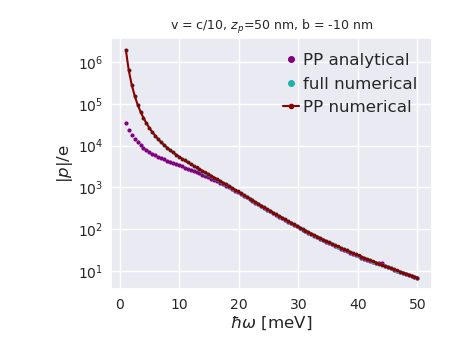 v = c/10, z_p=50 nm, b = -10 nm
PP analytical
full numerical
PP numerical
|p|/e
10^6
10^5
10^4
10^3
10^2
10^1
0 10 20 30 40 50
ħω [meV]